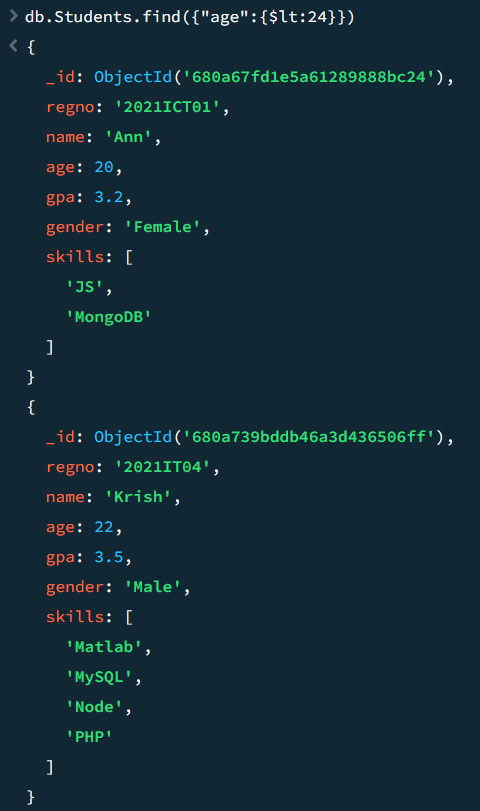 > db.Students.find({"age":{$lt:24}})
< {
_id: ObjectId('680a67fd1e5a61289888bc24'),
regno: '2021ICT01',
name: 'Ann',
age: 20,
gpa: 3.2,
gender: 'Female',
skills: [
'JS',
'MongoDB'
]
}
{
_id: ObjectId('680a739bddb46a3d436506ff'),
regno: '2021IT04',
name: 'Krish',
age: 22,
gpa: 3.5,
gender: 'Male',
skills: [
'Matlab',
'MySQL',
'Node',
'PHP'
]
}